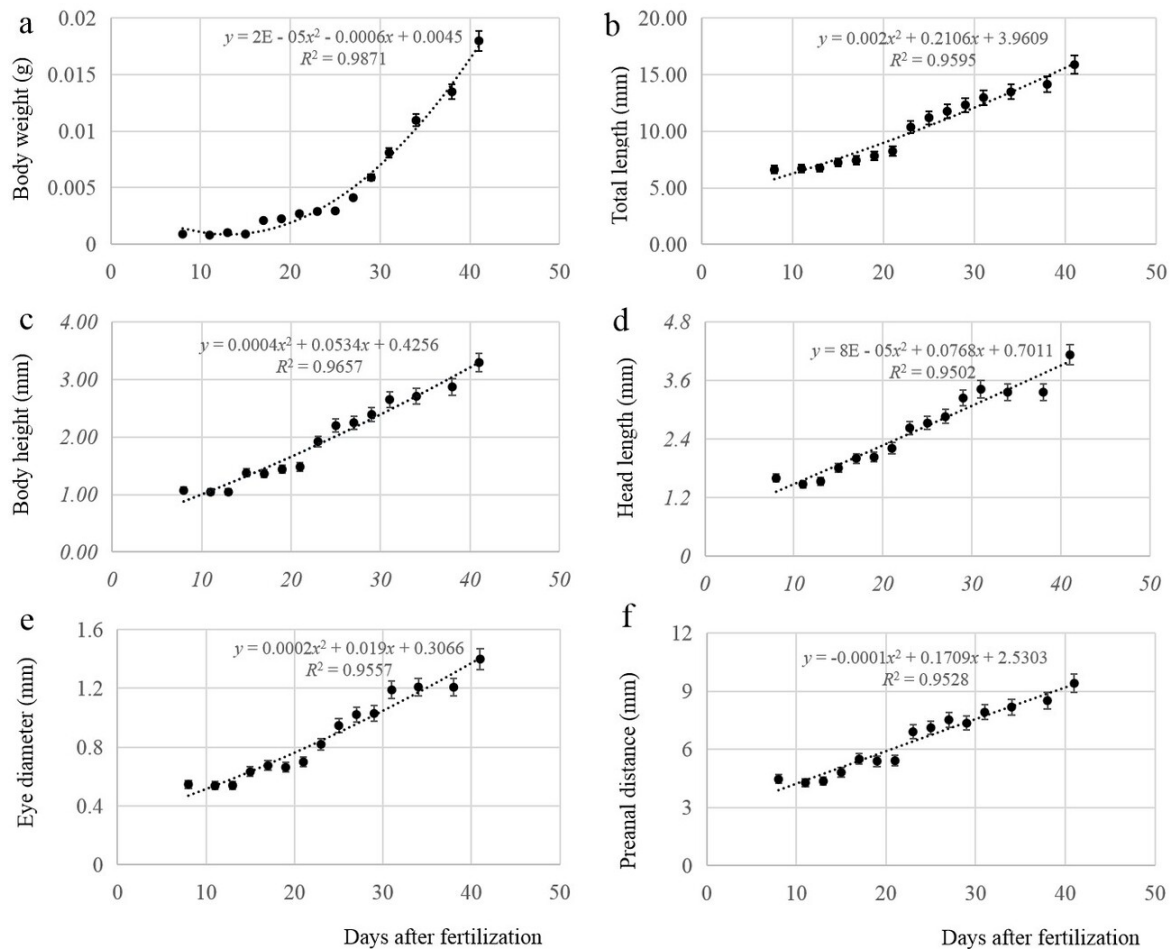 a
Body weight (g)
0.02
0.015
0.01
0.005
0
y = 2E - 05x² - 0.0006x + 0.0045
R² = 0.9871
0 10 20 30 40 50
b
Total length (mm)
20.00
15.00
10.00
5.00
0.00
y = 0.002x² + 0.2106x + 3.9609
R² = 0.9595
0 10 20 30 40 50
c
Body height (mm)
4.00
3.00
2.00
1.00
0.00
y = 0.0004x² + 0.0534x + 0.4256
R² = 0.9657
0 10 20 30 40 50
d
Head length (mm)
4.8
3.6
2.4
1.2
0
y = 8E - 05x² + 0.0768x + 0.7011
R² = 0.9502
0 10 20 30 40 50
e
Eye diameter (mm)
1.6
1.2
0.8
0.4
0
y = 0.0002x² + 0.019x + 0.3066
R² = 0.9557
0 10 20 30 40 50
Days after fertilization
f
Preanal distance (mm)
12
9
6
3
0
y = -0.0001x² + 0.1709x + 2.5303
R² = 0.9528
0 10 20 30 40 50
Days after fertilization